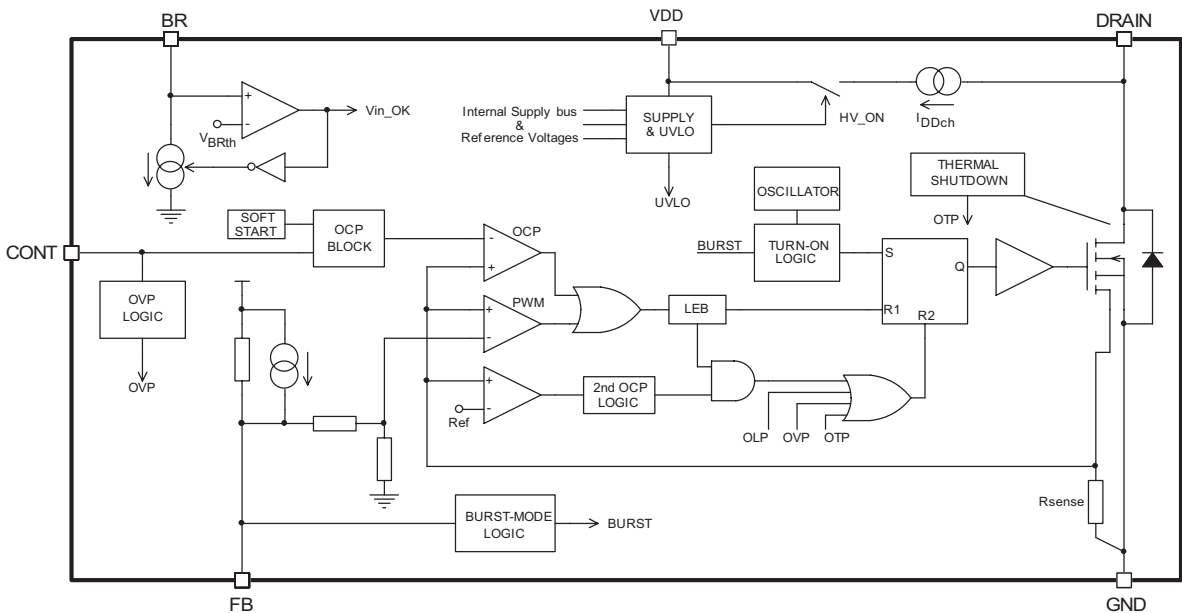 BR
VDD
DRAIN
Vin_OK
VBRth
Internal Supply bus
&
Reference Voltages
SUPPLY
& UVLO
HV_ON
IDDch
UVLO
THERMAL
SHUTDOWN
OTP
OSCILLATOR
SOFT
START
OCP
BLOCK
OCP
BURST
TURN-ON
LOGIC
S
Q
R1
R2
CONT
OVP
LOGIC
OVP
PWM
LEB
2nd OCP
LOGIC
Ref
OLP
OVP
OTP
Rsense
BURST-MODE
LOGIC
BURST
FB
GND
+
-
-
+
+
-
+
-